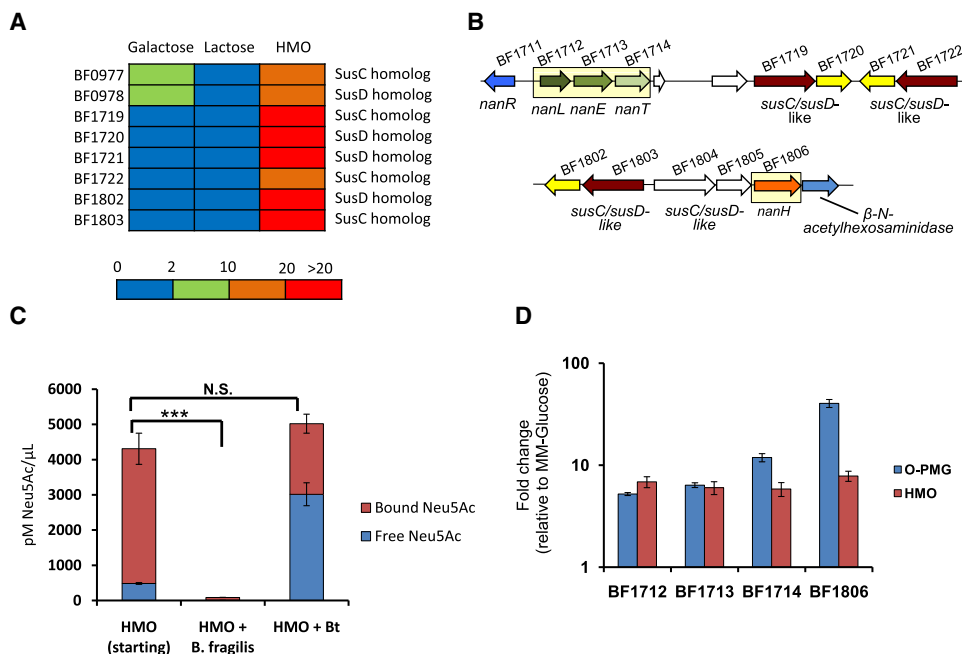 A
Galactose Lactose HMO
BF0977 SusC homolog
BF0978 SusD homolog
BF1719 SusC homolog
BF1720 SusD homolog
BF1721 SusD homolog
BF1722 SusC homolog
BF1802 SusD homolog
BF1803 SusC homolog
0 2 10 20 >20
B
BF1711 BF1712 BF1713 BF1714 BF1719 BF1720 BF1721 BF1722
nanR nanL nanE nanT susC/susD- susC/susD-
like like
BF1802 BF1803 BF1804 BF1805 BF1806
susC/susD- susC/susD- nanH β-N-
like like acetylhexosaminidase
C
pM Neu5Ac/µL
6000
5000
4000
3000
2000
1000
0
N.S.
***
Bound Neu5Ac
Free Neu5Ac
HMO HMO + HMO + Bt
(starting) B. fragilis
D
Fold change
(relative to MM-Glucose)
100
10
1
O-PMG
HMO
BF1712 BF1713 BF1714 BF1806